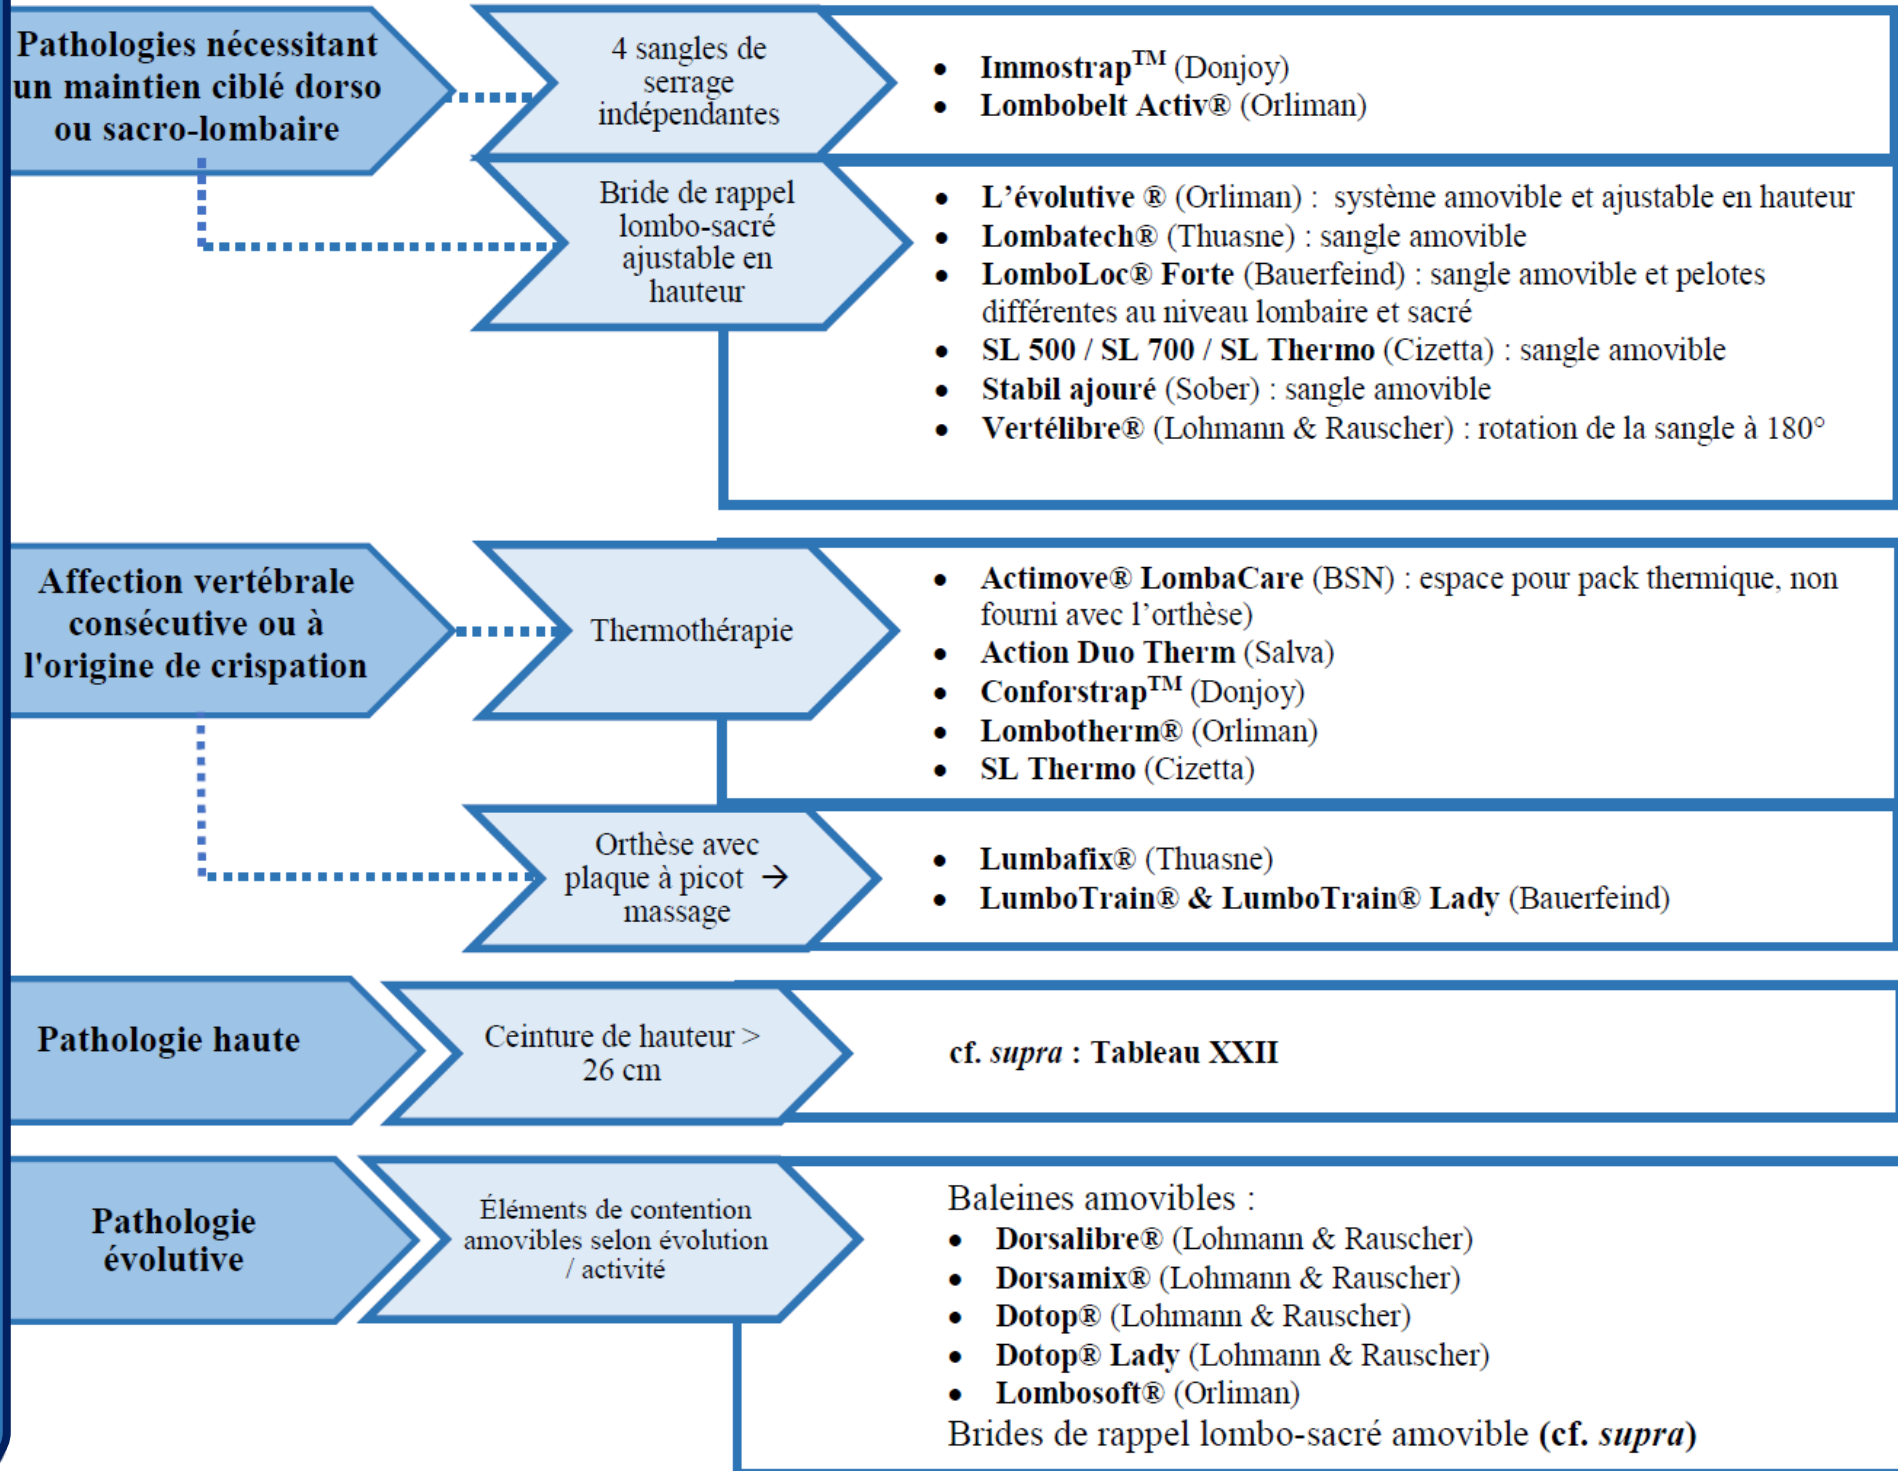 Pathologies nécessitant
un maintien ciblé dorso
ou sacro-lombaire
4 sangles de
serrage
indépendantes
• Immostrap™ (Donjoy)
• Lombobelt Activ® (Orliman)
Bride de rappel
lombo-sacré
ajustable en
hauteur
• L’évolutive ® (Orliman) : système amovible et ajustable en hauteur
• Lombatech® (Thuasne) : sangle amovible
• LomboLoc® Forte (Bauerfeind) : sangle amovible et pelotes
différentes au niveau lombaire et sacré
• SL 500 / SL 700 / SL Thermo (Cizetta) : sangle amovible
• Stabil ajouré (Sober) : sangle amovible
• Vertélibre® (Lohmann & Rauscher) : rotation de la sangle à 180°
Affection vertébrale
consécutive ou à
l'origine de crispation
Thermothérapie
• Actimove® LombaCare (BSN) : espace pour pack thermique, non
fourni avec l’orthèse)
• Action Duo Therm (Salva)
• Conforstrap™ (Donjoy)
• Lombotherm® (Orliman)
• SL Thermo (Cizetta)
Orthèse avec
plaque à picot →
massage
• Lumbafix® (Thuasne)
• LumboTrain® & LumboTrain® Lady (Bauerfeind)
Pathologie haute
Ceinture de hauteur >
26 cm
cf. supra : Tableau XXII
Pathologie
évolutive
Éléments de contention
amovibles selon évolution
/ activité
Baleines amovibles :
• Dorsalibre® (Lohmann & Rauscher)
• Dorsamix® (Lohmann & Rauscher)
• Dotop® (Lohmann & Rauscher)
• Dotop® Lady (Lohmann & Rauscher)
• Lombosoft® (Orliman)
Brides de rappel lombo-sacré amovible (cf. supra)